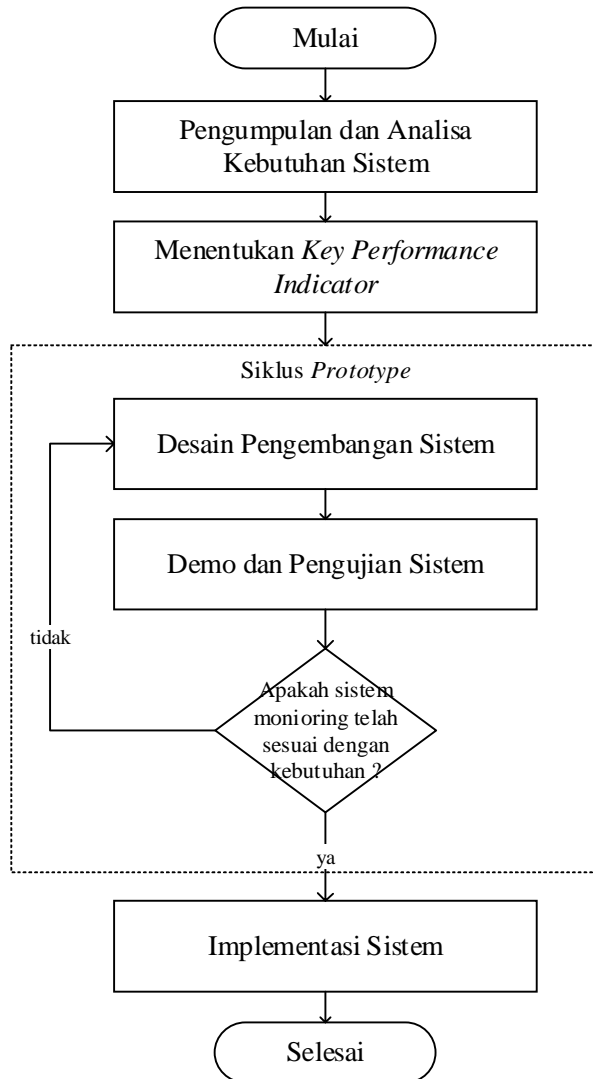 Mulai
Pengumpulan dan Analisa
Kebutuhan Sistem
Menentukan Key Performance
Indicator
Siklus Prototype
Desain Pengembangan Sistem
Demo dan Pengujian Sistem
tidak
Apakah sistem
monioring telah
sesuai dengan
kebutuhan ?
ya
Implementasi Sistem
Selesai